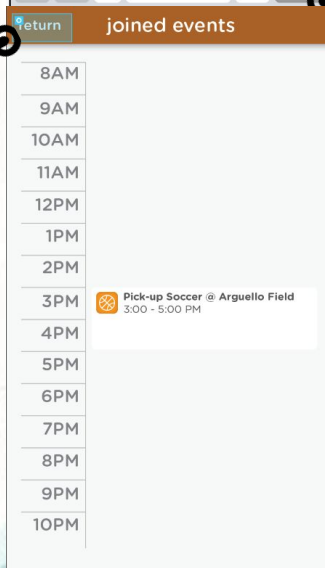 return
joined events
8AM
9AM
10AM
11AM
12PM
1PM
2PM
3PM
Pick-up Soccer @ Arguello Field
3:00 - 5:00 PM
4PM
5PM
6PM
7PM
8PM
9PM
10PM